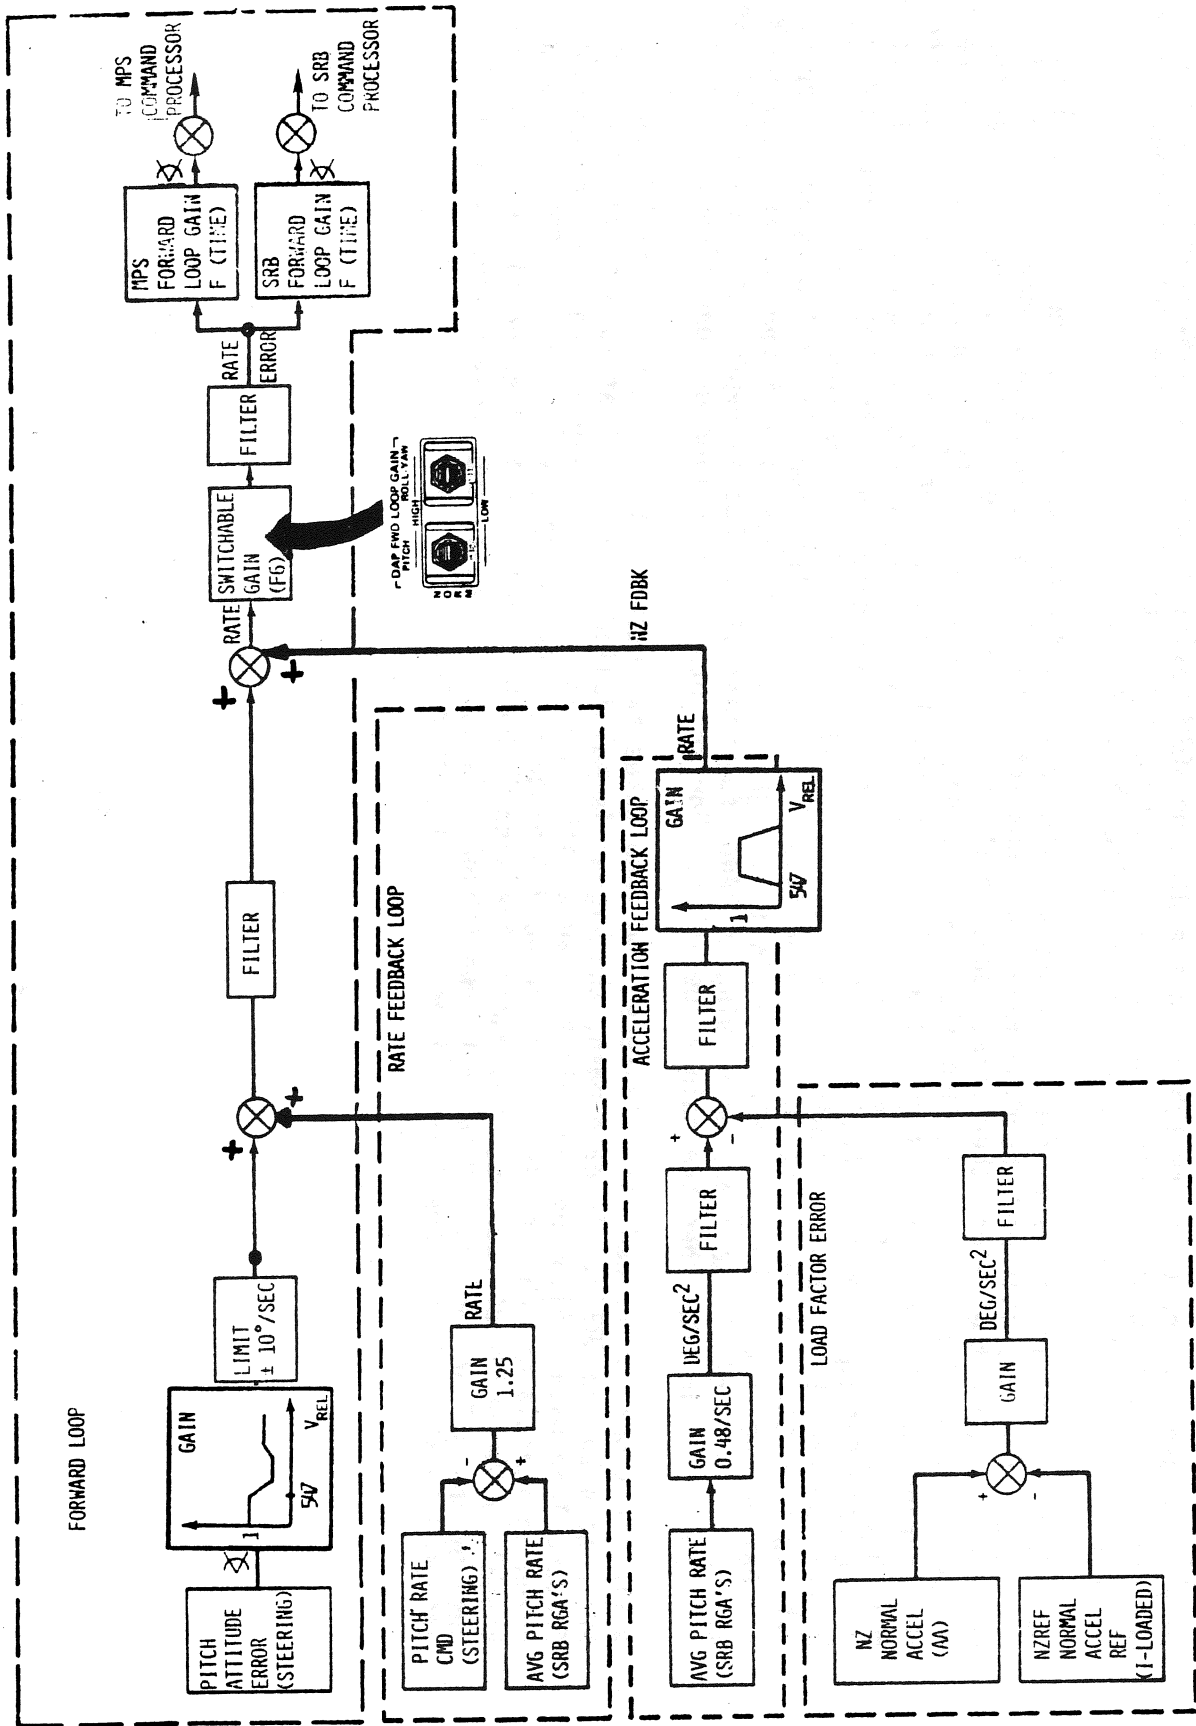 FORWARD LOOP
PITCH
ATTITUDE
ERROR
(STEERING)
GAIN
1
547
VREL
LIMIT
± 10°/SEC
+
+
FILTER
+
+
RATE
SWITCHABLE
GAIN
(F6)
FILTER
RATE
ERROR
MPS
FORWARD
LOOP GAIN
F (TIME)
TO MPS
COMMAND
PROCESSOR
SRB
FORWARD
LOOP GAIN
F (TIME)
TO SRB
COMMAND
PROCESSOR
DAP FWD LOOP GAIN
PITCH
ROLL-YAW
HIGH
NORM
LOW
RATE FEEDBACK LOOP
PITCH RATE
CMD
(STEERING)
AVG PITCH RATE
(SRB RGA'S)
-
+
GAIN
1.25
RATE
NZ FDBK
ACCELERATION FEEDBACK LOOP
AVG PITCH RATE
(SRB RGA'S)
GAIN
0.48/SEC
DEG/SEC²
FILTER
+
-
FILTER
GAIN
1
547
VREL
RATE
LOAD FACTOR ERROR
NZ
NORMAL
ACCEL
(AA)
NZREF
NORMAL
ACCEL
REF
(I-LOADED)
+
-
GAIN
DEG/SEC²
FILTER